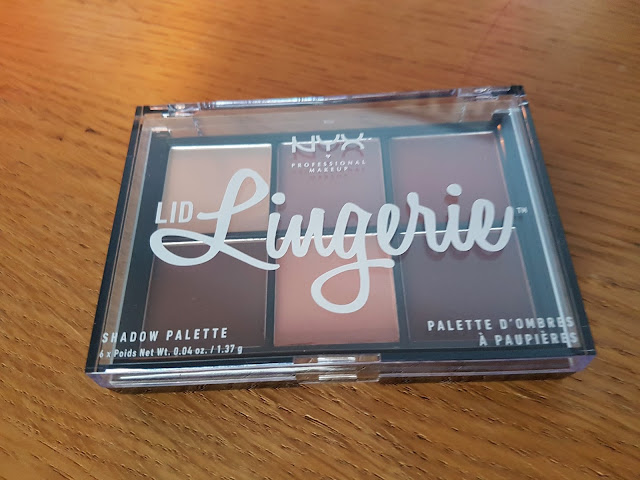 NYX
PROFESSIONAL
MAKEUP
LID Lingerie™
SHADOW PALETTE
6 x Poids Net Wt. 0.04 oz. / 1.37 g
PALETTE D'OMBRES
À PAUPIÈRES